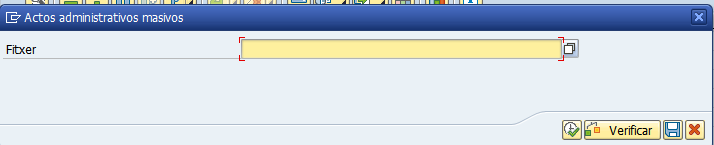 Actos administrativos masivos
Fitxer
Verificar